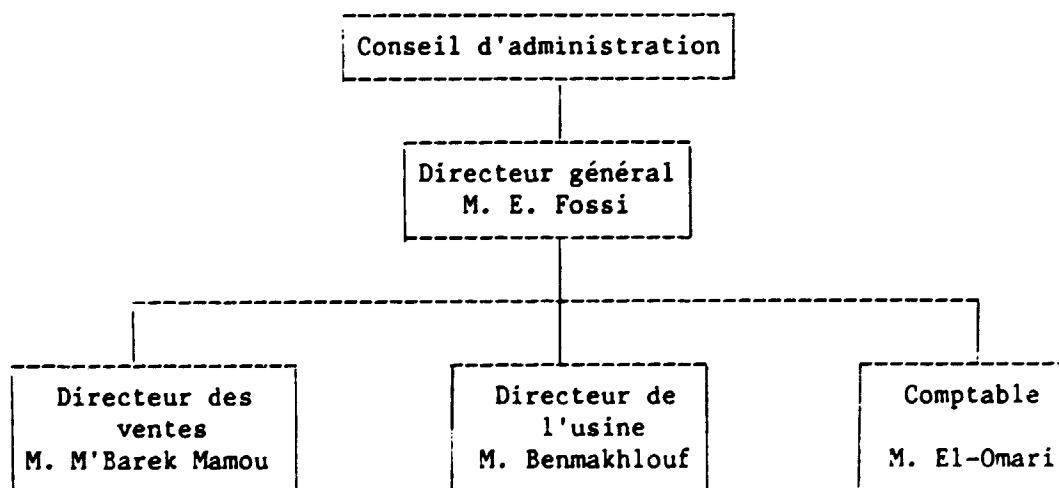 Conseil d'administration
Directeur général
M. E. Fossi
Directeur des
ventes
M. M'Barek Mamou
Directeur de
l'usine
M. Benmakhlouf
Comptable
M. El-Omari